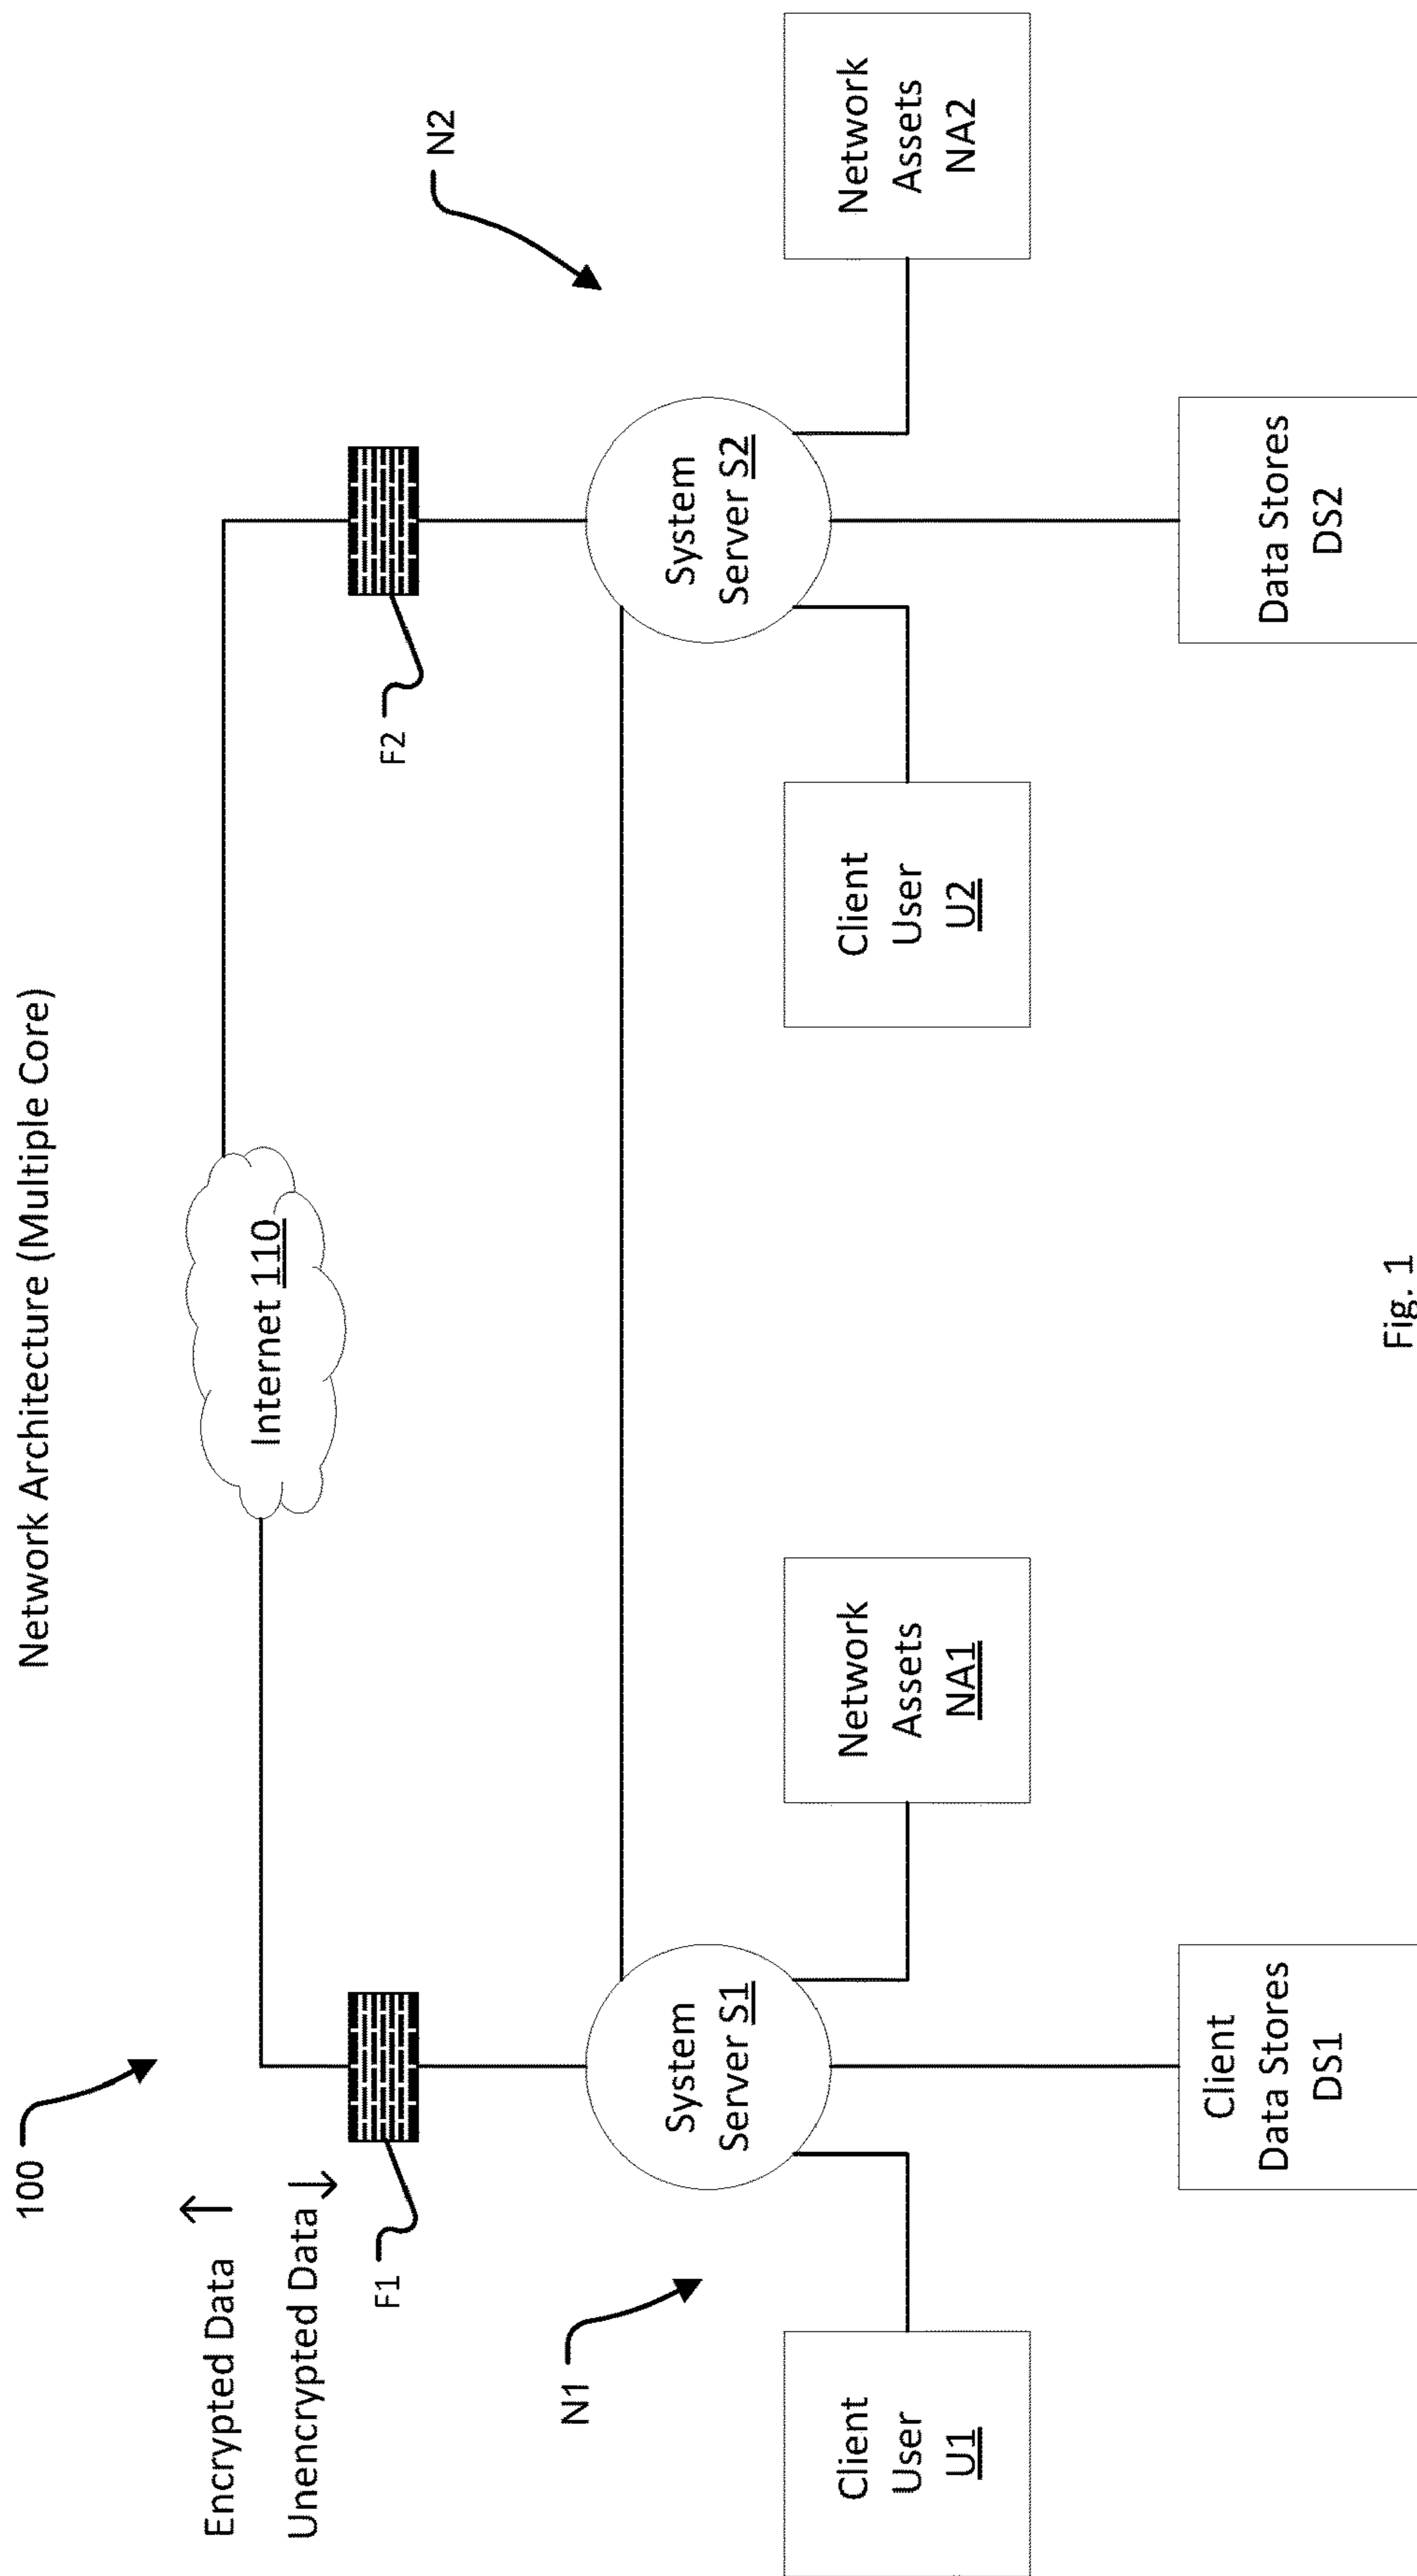 Network Architecture (Multiple Core)
100
Encrypted Data
Unencrypted Data
Internet 110
F1
F2
N1
N2
System
Server S1
System
Server S2
Client
User
U1
Network
Assets
NA1
Client
User
U2
Network
Assets
NA2
Client
Data Stores
DS1
Data Stores
DS2
Fig. 1